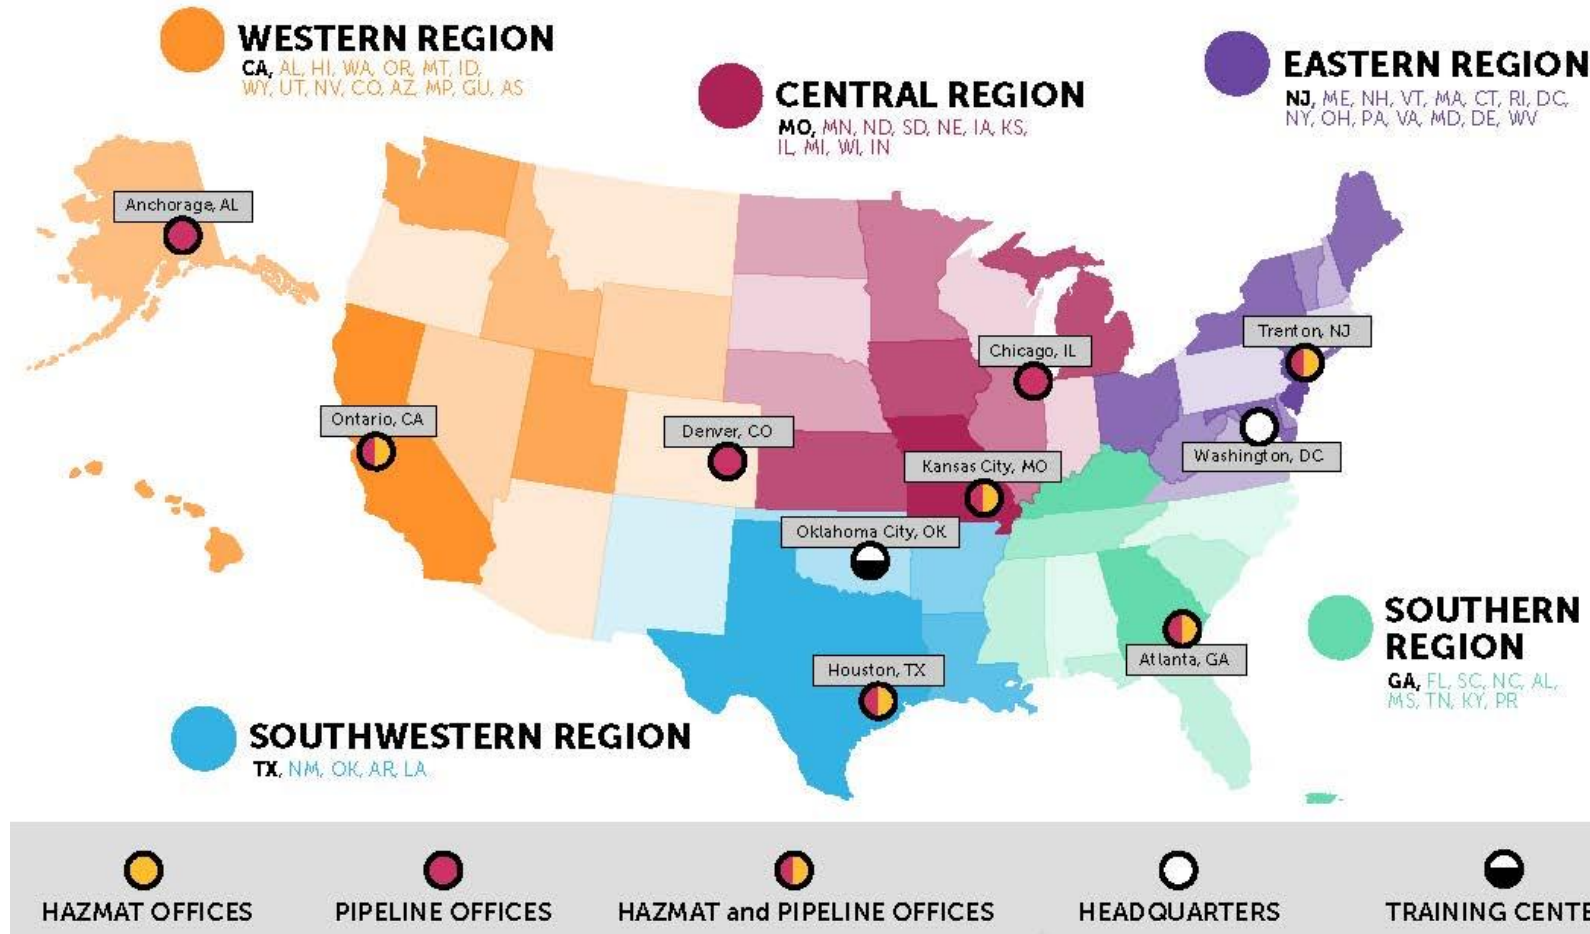 WESTERN REGION
CA, AL, HI, WA, OR, MT, ID,
WY, UT, NV, CO, AZ, MP, GU, AS
CENTRAL REGION
MO, MN, ND, SD, NE, IA, KS,
IL, MI, WI, IN
EASTERN REGION
NJ, ME, NH, VT, MA, CT, RI, DC,
NY, OH, PA, VA, MD, DE, WV
Anchorage, AL
Trenton, NJ
Chicago, IL
Ontario, CA
Denver, CO
Washington, DC
Kansas City, MO
Oklahoma City, OK
Houston, TX
Atlanta, GA
SOUTHERN
REGION
GA, FL, SC, NC, AL,
MS, TN, KY, PR
SOUTHWESTERN REGION
TX, NM, OK, AR, LA
HAZMAT OFFICES
PIPELINE OFFICES
HAZMAT and PIPELINE OFFICES
HEADQUARTERS
TRAINING CENTE